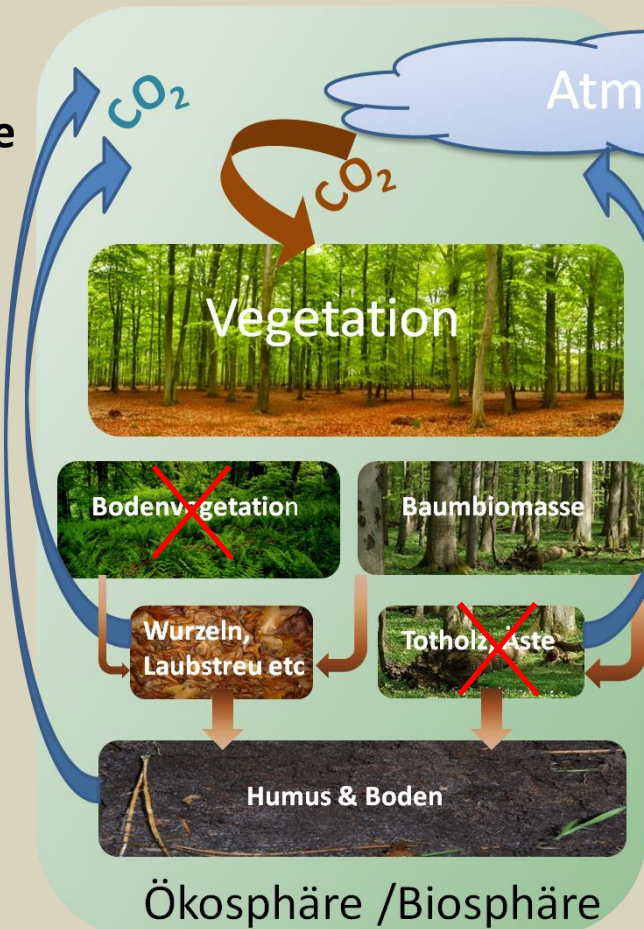 Atm
e
CO₂
CO₂
Vegetation
Bodenvegetation
Baumbiomasse
Wurzeln,
Laubstreu etc
Totholz, Äste
Humus & Boden
Ökosphäre /Biosphäre